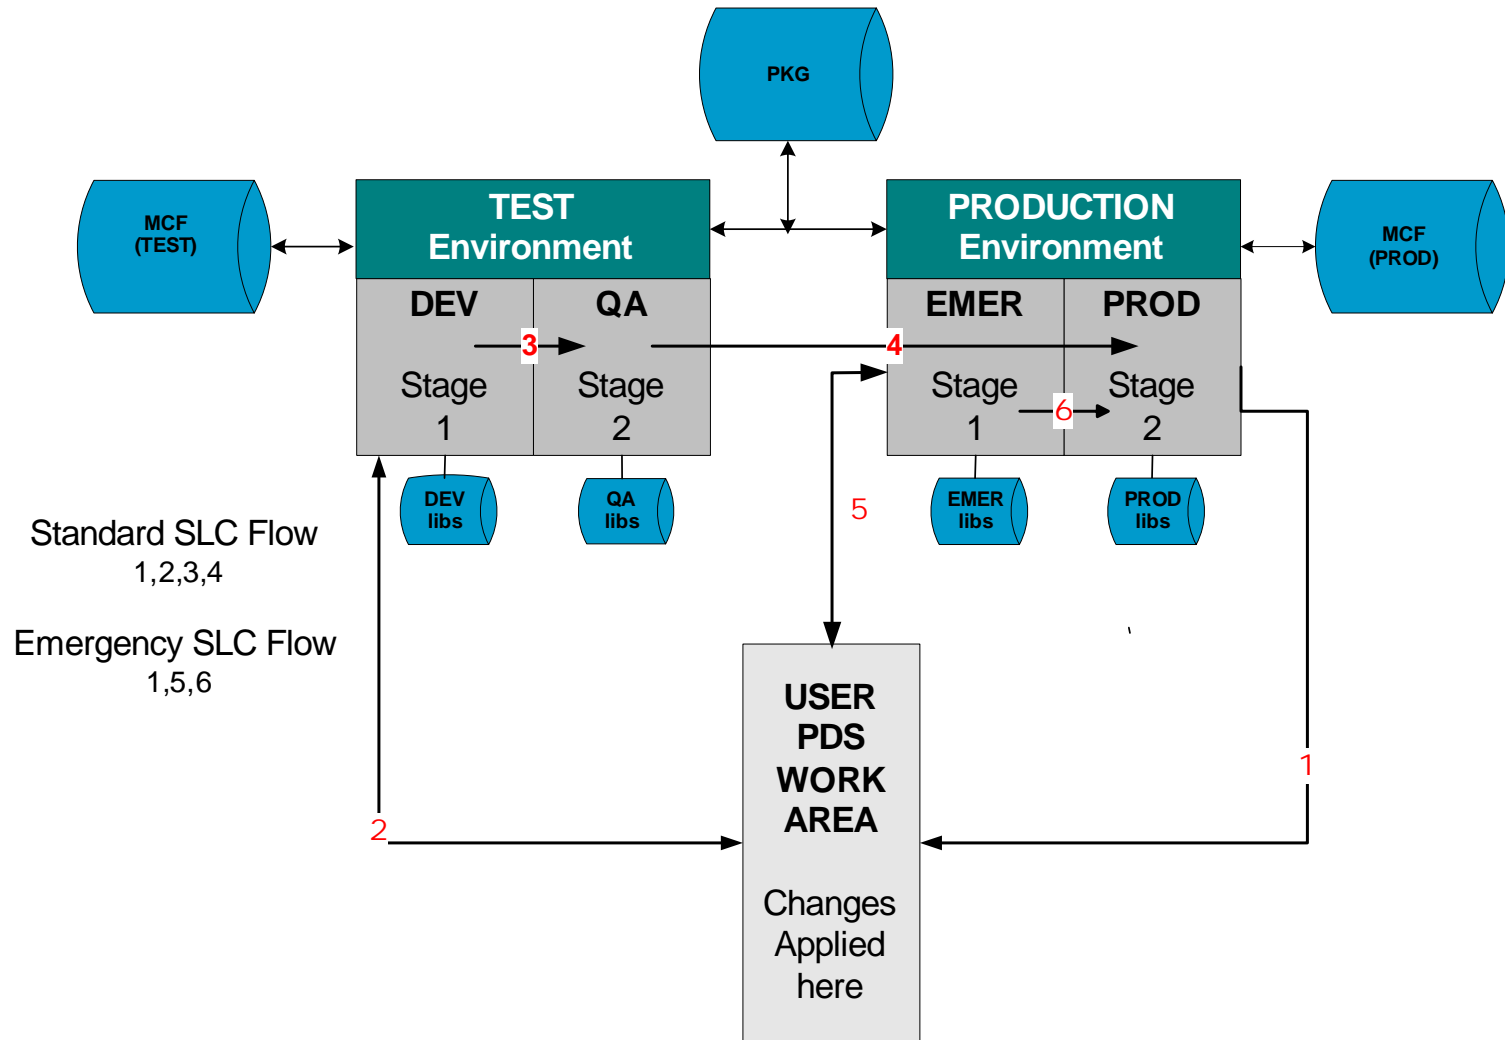 PKG
MCF
(TEST)
TEST
Environment
PRODUCTION
Environment
MCF
(PROD)
DEV
QA
EMER
PROD
3
4
Stage
1
Stage
2
Stage
1
6
Stage
2
DEV
libs
QA
libs
EMER
libs
PROD
libs
5
Standard SLC Flow
1,2,3,4
Emergency SLC Flow
1,5,6
USER
PDS
WORK
AREA
1
2
Changes
Applied
here